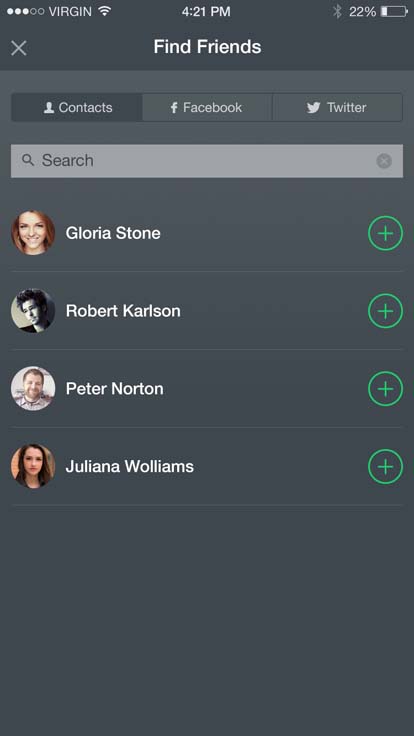 VIRGIN 4:21 PM 22%
Find Friends
Contacts Facebook Twitter
Search
Gloria Stone
Robert Karlson
Peter Norton
Juliana Wolliams